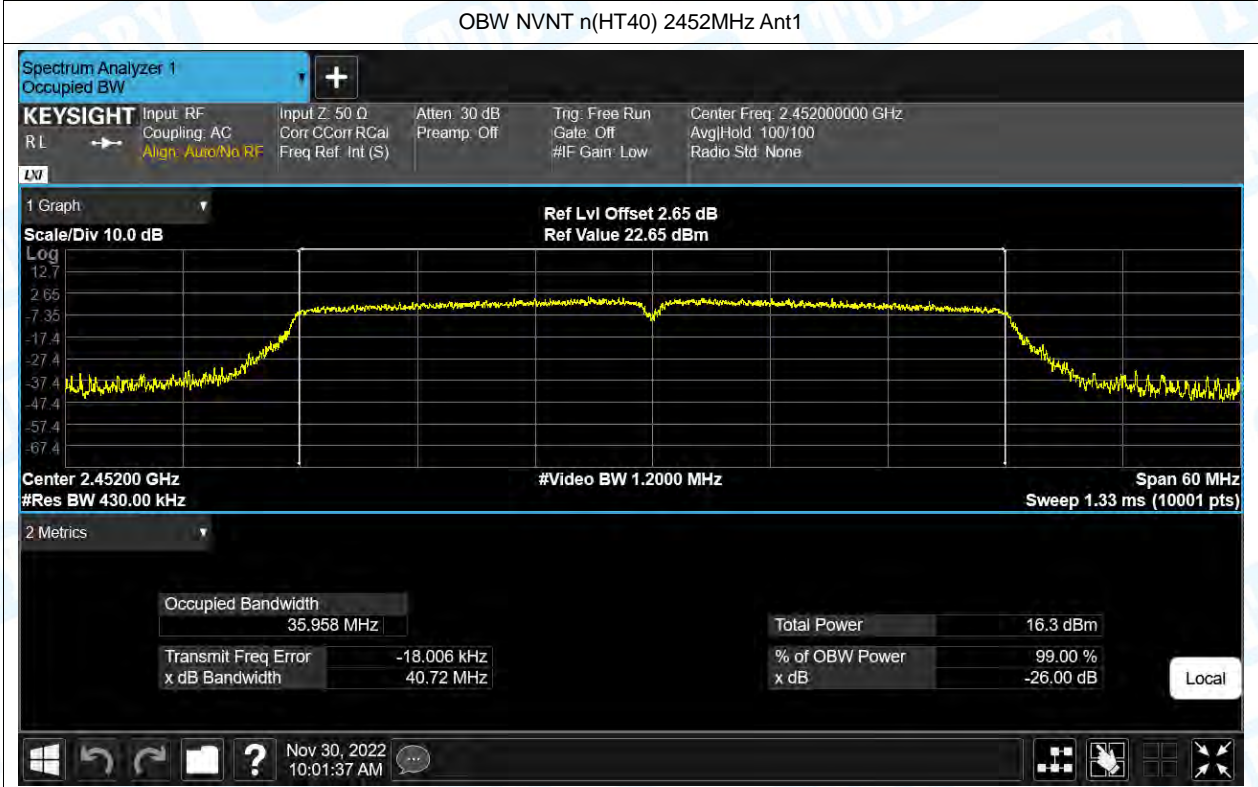 OBW NVNT n(HT40) 2452MHz Ant1
Spectrum Analyzer 1
Occupied BW
KEYSIGHT
R L
LXI
Input: RF
Coupling: AC
Align: Auto/No RF
Input Z: 50 Ω
Corr CCorr RCal
Freq Ref: Int (S)
Atten: 30 dB
Preamp: Off
Trig: Free Run
Gate: Off
#IF Gain: Low
Center Freq: 2.452000000 GHz
Avg|Hold: 100/100
Radio Std: None
1 Graph
Scale/Div 10.0 dB
Ref Lvl Offset 2.65 dB
Ref Value 22.65 dBm
Log
12.7
2.65
-7.35
-17.4
-27.4
-37.4
-47.4
-57.4
-67.4
Center 2.45200 GHz
#Video BW 1.2000 MHz
Span 60 MHz
#Res BW 430.00 kHz
Sweep 1.33 ms (10001 pts)
2 Metrics
Occupied Bandwidth
35.958 MHz
Total Power 16.3 dBm
Transmit Freq Error -18.006 kHz
% of OBW Power 99.00 %
x dB Bandwidth 40.72 MHz
x dB -26.00 dB
Local
Nov 30, 2022
10:01:37 AM